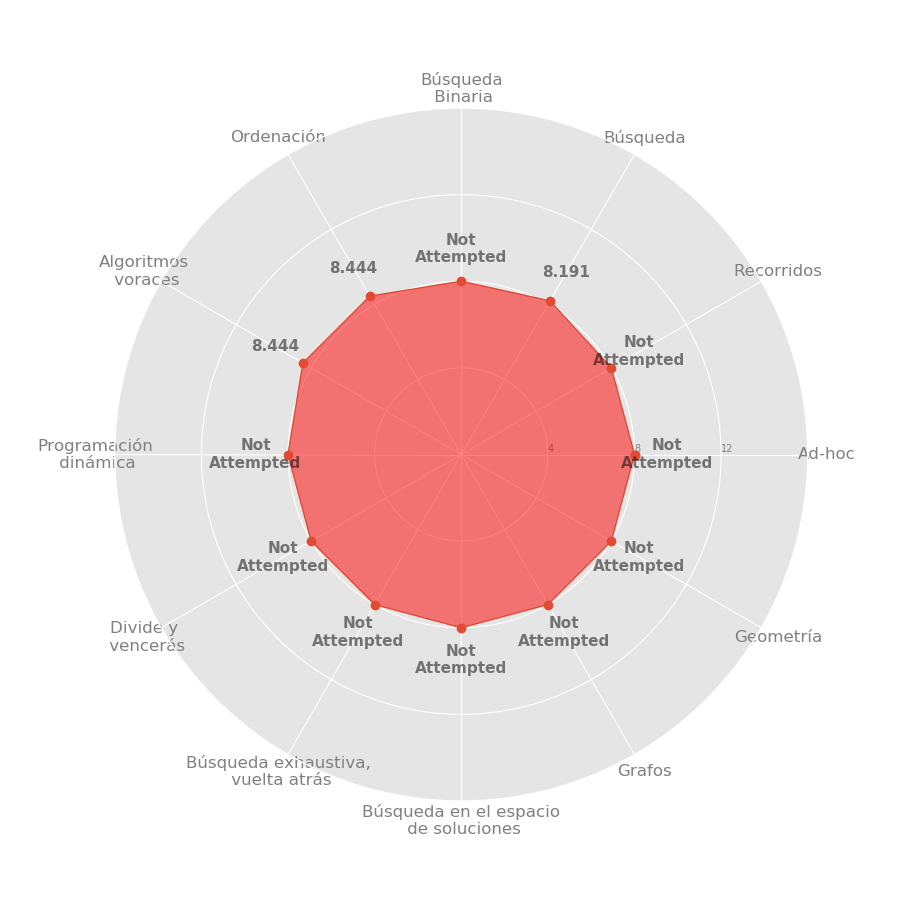 Búsqueda
Binaria
Ordenación
Búsqueda
Algoritmos
voraces
Recorridos
Not
Attempted
8.444
8.191
8.444
Not
Attempted
Programación
dinámica
Not
Attempted
4
8
12
Not
Attempted
Ad-hoc
Not
Attempted
Not
Attempted
Divide y
vencerás
Not
Attempted
Not
Attempted
Geometría
Not
Attempted
Búsqueda exhaustiva,
vuelta atrás
Grafos
Búsqueda en el espacio
de soluciones